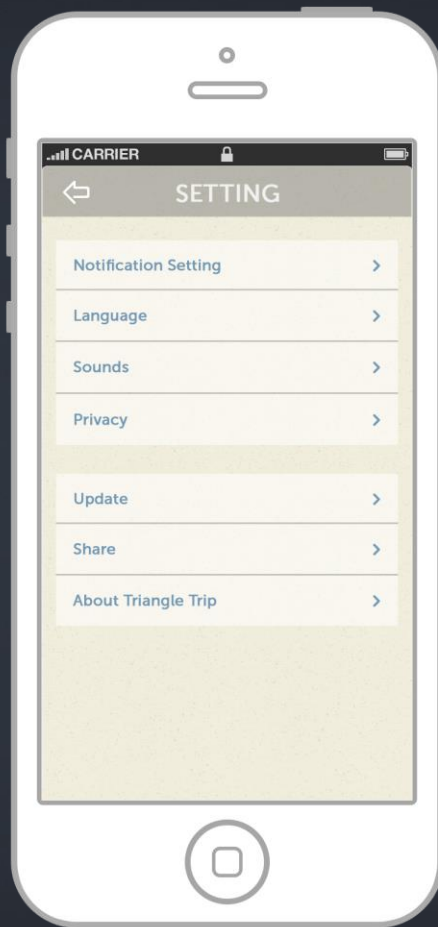 CARRIER
SETTING
Notification Setting
Language
Sounds
Privacy
Update
Share
About Triangle Trip